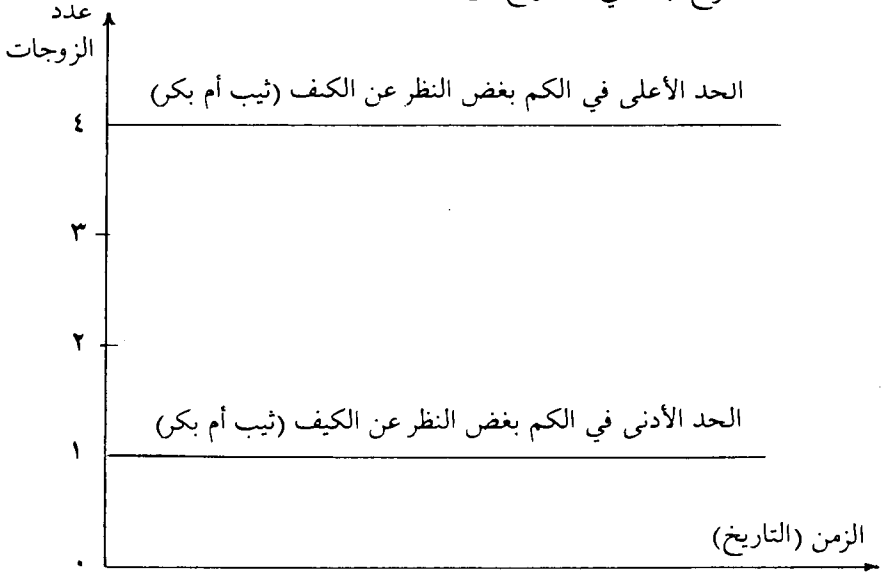 عدد
الزوجات
الحد الأعلى في الكم بغض النظر عن الكيف (ثيب أم بكر)
٤
٣
٢
الحد الأدنى في الكم بغض النظر عن الكيف (ثيب أم بكر)
١
الزمن (التاريخ)
٠